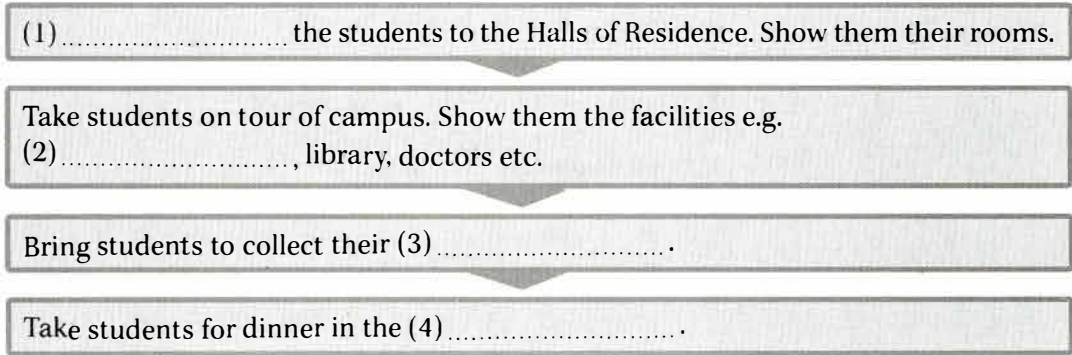 (1)........................... the students to the Halls of Residence. Show them their rooms.
Take students on tour of campus. Show them the facilities e.g.
(2)..........................., library, doctors etc.
Bring students to collect their (3)........................... .
Take students for dinner in the (4)........................... .